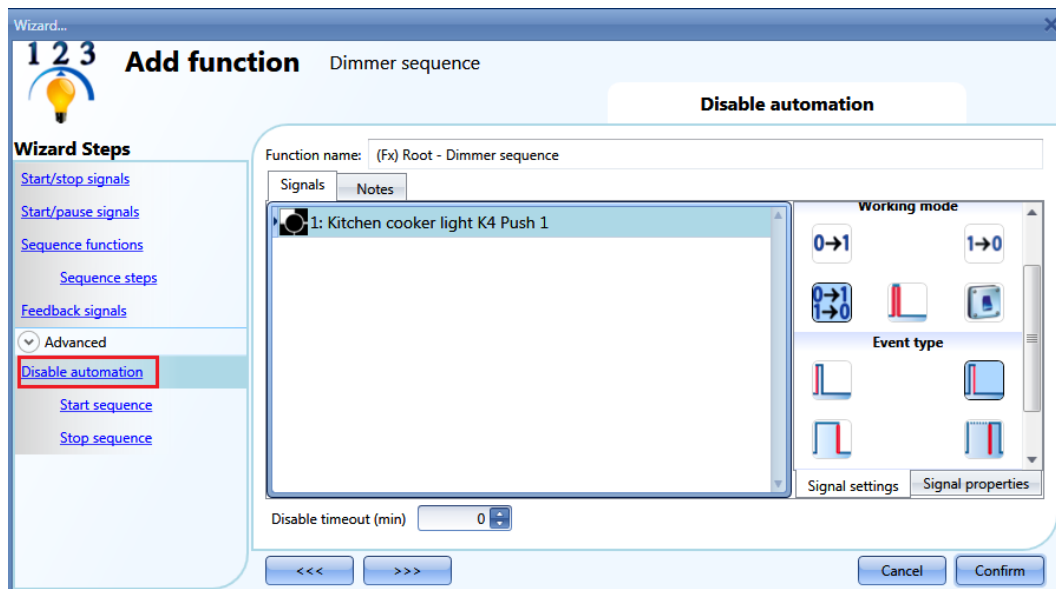 Wizard...
1 2 3
Add function Dimmer sequence
Disable automation
Wizard Steps
Start/stop signals
Start/pause signals
Sequence functions
Sequence steps
Feedback signals
Advanced
Disable automation
Start sequence
Stop sequence
Function name: (Fx) Root - Dimmer sequence
Signals Notes
1: Kitchen cooker light K4 Push 1
Working mode
0→1 1→0
0→1
1→0
Event type
Signal settings Signal properties
Disable timeout (min) 0
<<< >>> Cancel Confirm